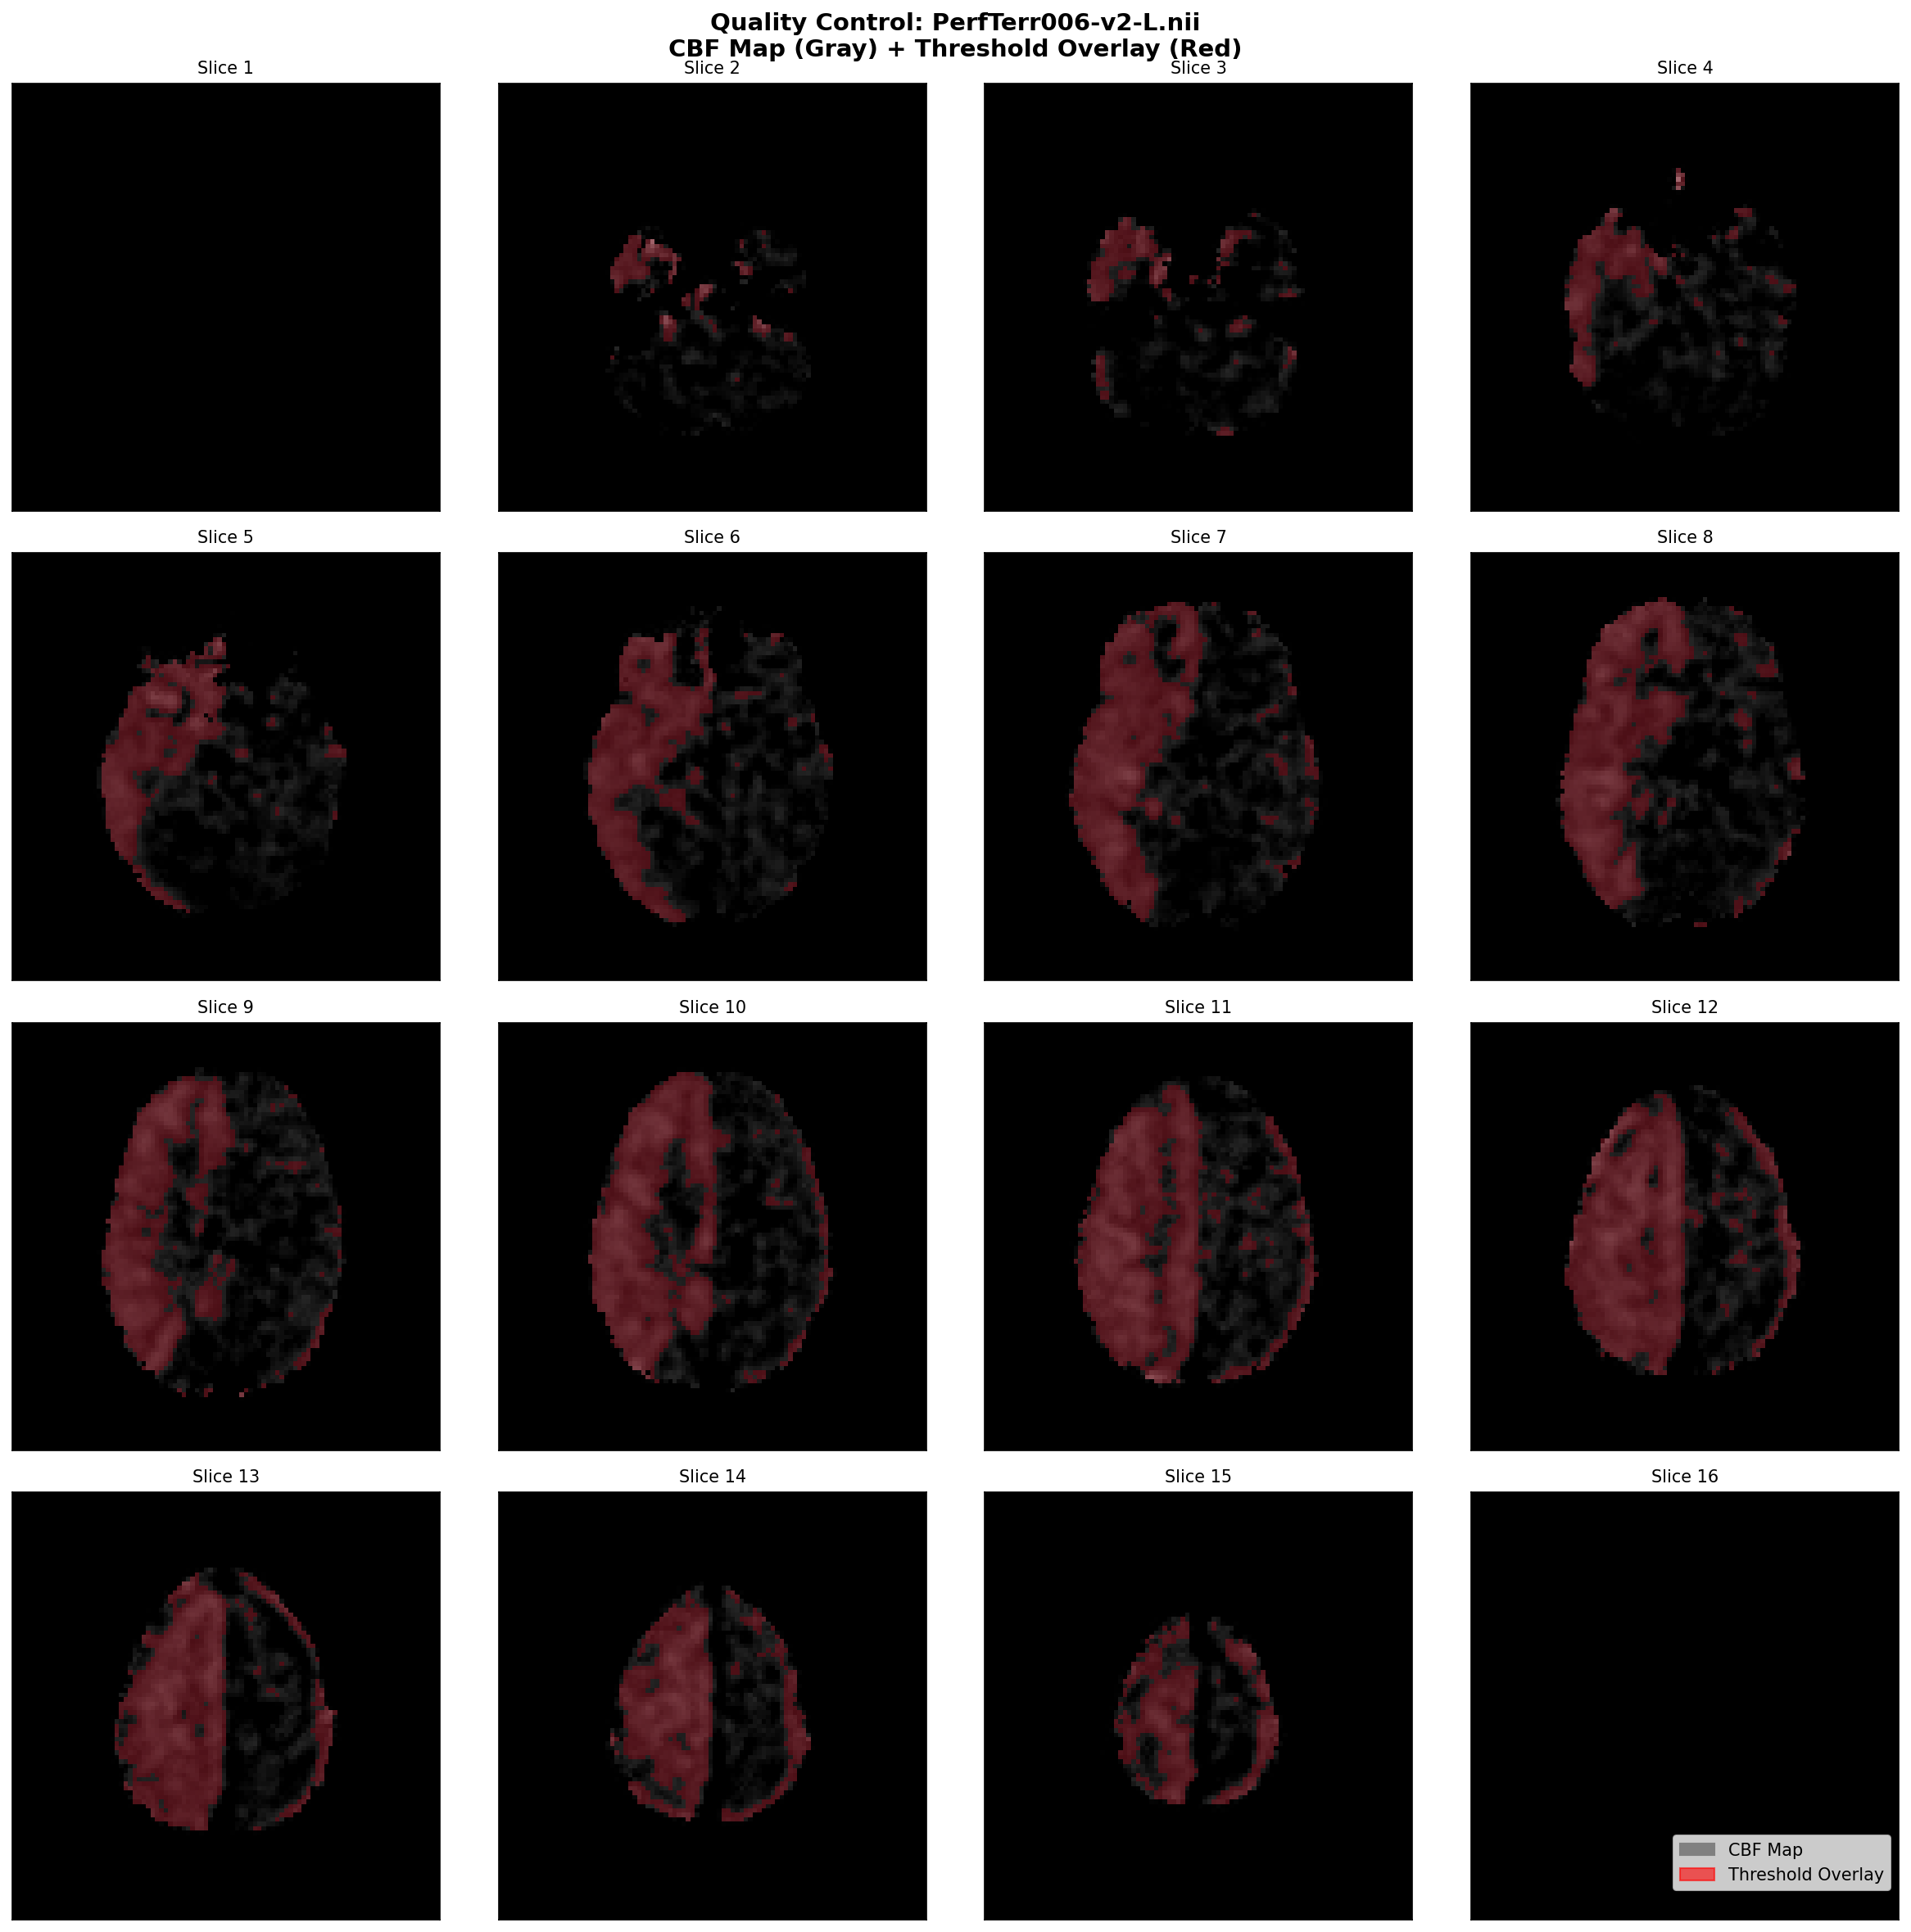 Quality Control: PerfTerr006-v2-L.nii
CBF Map (Gray) + Threshold Overlay (Red)
Slice 1
Slice 2
Slice 3
Slice 4
Slice 5
Slice 6
Slice 7
Slice 8
Slice 9
Slice 10
Slice 11
Slice 12
Slice 13
Slice 14
Slice 15
Slice 16
CBF Map
Threshold Overlay